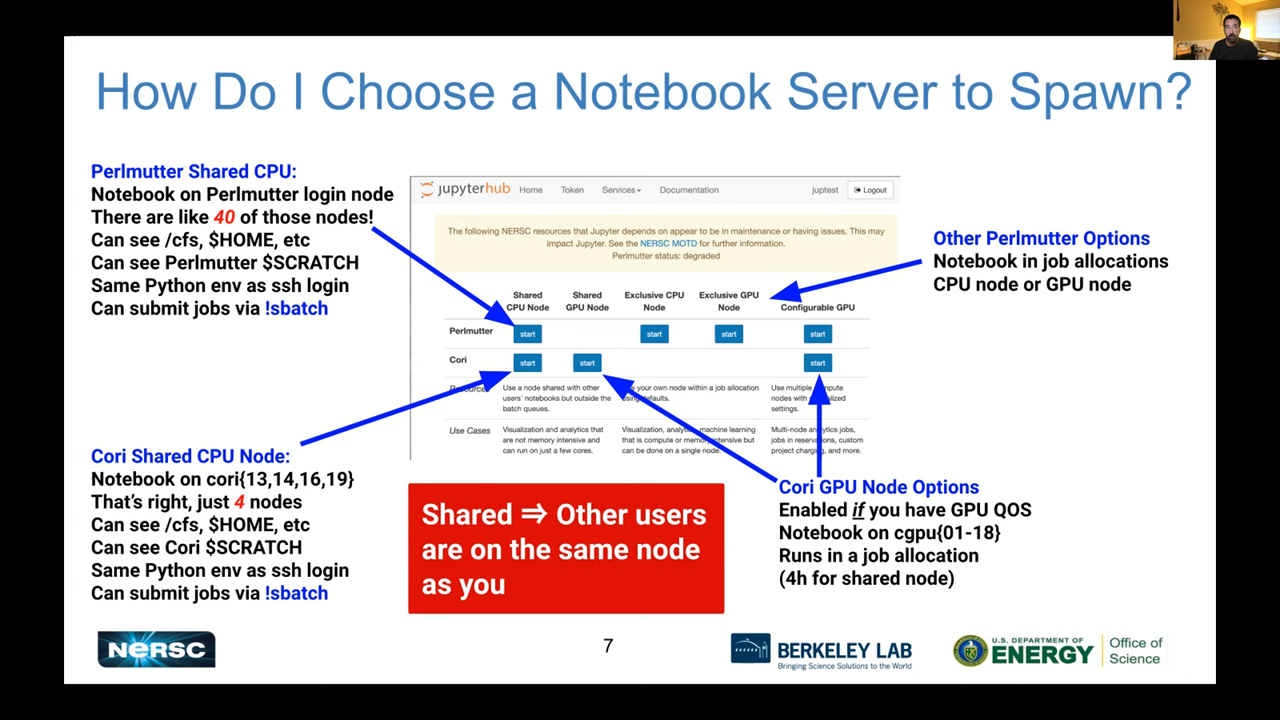 How Do I Choose a Notebook Server to Spawn?
Perlmutter Shared CPU:
Notebook on Perlmutter login node
There are like 40 of those nodes!
Can see /cfs, $HOME, etc
Can see Perlmutter $SCRATCH
Same Python env as ssh login
Can submit jobs via !sbatch
Cori Shared CPU Node:
Notebook on cori{13,14,16,19}
That's right, just 4 nodes
Can see /cfs, $HOME, etc
Can see Cori $SCRATCH
Same Python env as ssh login
Can submit jobs via !sbatch
jupyterhub Home Token Services Documentation juptest Logout
The following NERSC resources that Jupyter depends on appear to be in maintenance or having issues. This may
impact Jupyter. See the NERSC MOTD for further information.
Perlmutter status: degraded
Shared CPU Node
Shared GPU Node
Exclusive CPU Node
Exclusive GPU Node
Configurable GPU
Perlmutter start start start start
Cori start start start
Resources
Use a node shared with other
users' notebooks but outside the
batch queues.
your own node within a job allocation
using defaults.
Use multiple compute
nodes with
settings.
Use Cases
Visualization and analytics that
are not memory intensive and
can run on just a few cores.
Visualization, analytics, machine learning
that is compute or memory intensive but
can be done on a single node.
Multi-node analytics jobs,
jobs in reservations, custom
project charging, and more.
Other Perlmutter Options
Notebook in job allocations
CPU node or GPU node
Cori GPU Node Options
Enabled if you have GPU QOS
Notebook on cgpu{01-18}
Runs in a job allocation
(4h for shared node)
Shared ⇒ Other users
are on the same node
as you
NERSC
7
BERKELEY LAB
Bringing Science Solutions to the World
U.S. DEPARTMENT OF
ENERGY
Office of
Science